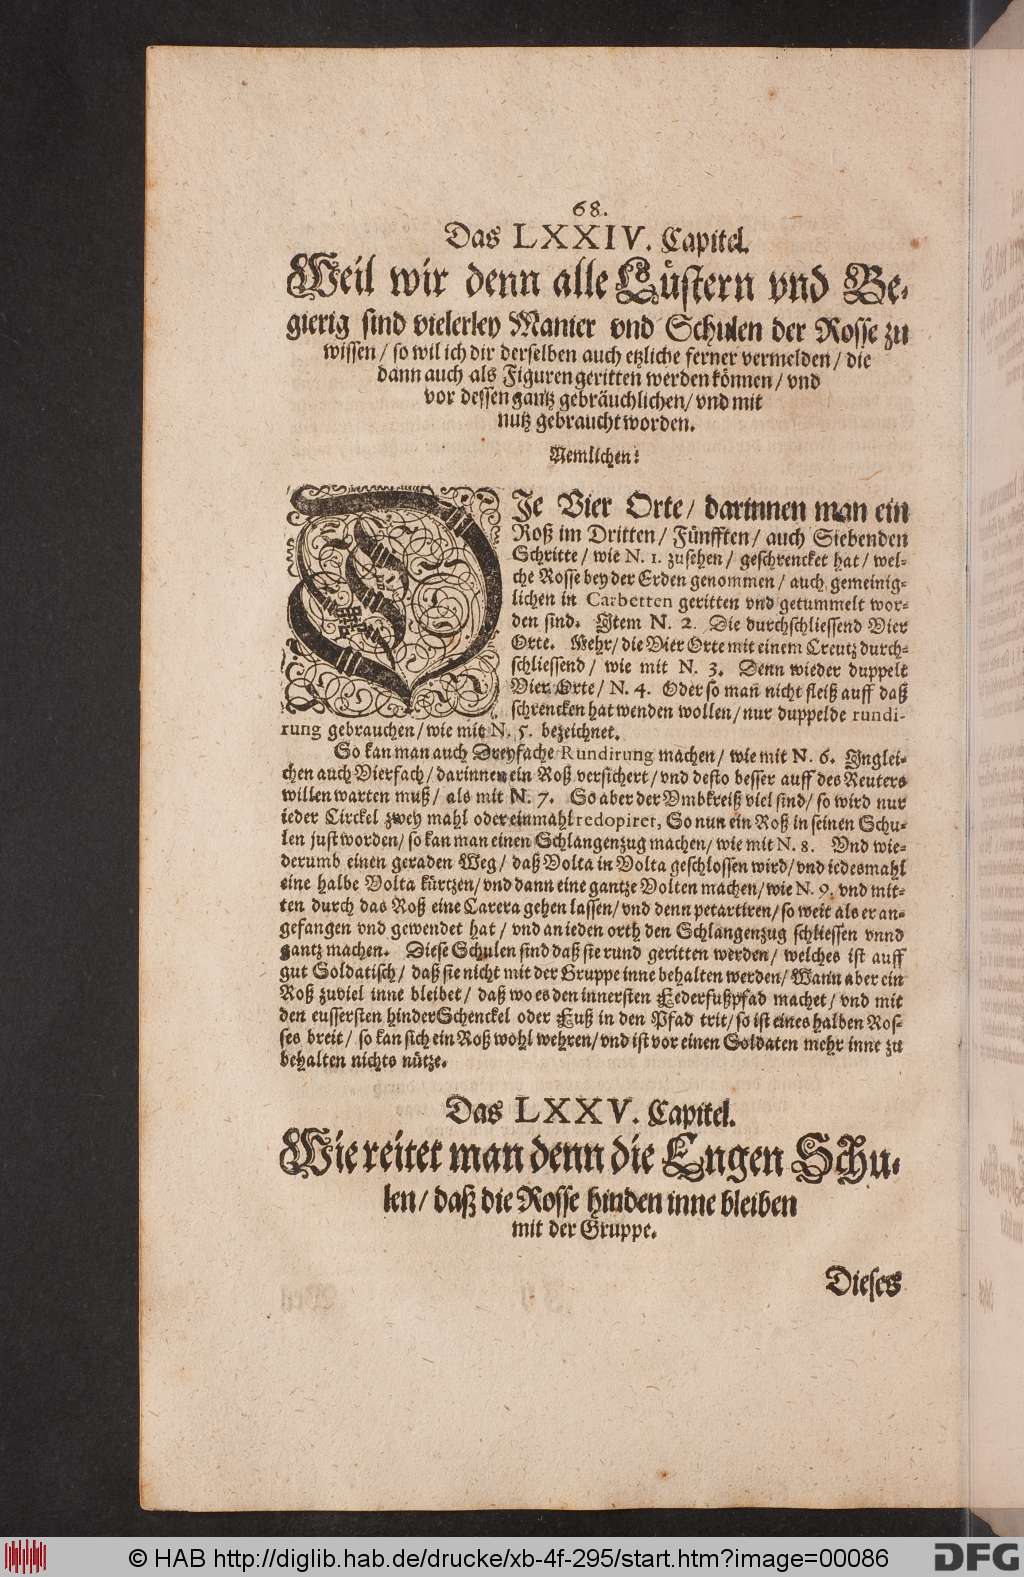 68.
Das LXXIV. Capitel.
Weil wir denn alle Lüstern vnd Be-
gierig sind vielerley Manier vnd Schulen der Rosse zu
wissen / so wil ich dir derselben auch etzliche ferner vermelden / die
dann auch als Figuren geritten werden können / vnd
vor dessen gantz gebräuchlichen / vnd mit
nutz gebraucht worden.
Nemlichen:
DIe Vier Orte / darinnen man ein
Roß im Dritten / Fünfften / auch Siebenden
Schritte / wie N. 1. zusehen / geschrencket hat / wel-
che Rosse bey der Erden genommen / auch gemeinig-
lichen in Carbetten geritten vnd getummelt wor-
den sind. Item N. 2. Die durchschliessend Vier
Orte. Mehr / die Vier Orte mit einem Creutz durch-
schliessend / wie mit N. 3. Denn wieder duppelt
Vier Orte / N. 4. Oder so mañ nicht fleiß auff daß
schrencken hat wenden wollen / nur duppelde rundi-
rung gebrauchen / wie mit N. 5. bezeichnet.
So kan man auch Dreyfache Rundirung machen / wie mit N. 6. Inglei-
chen auch Vierfach / darinnen ein Roß versichert / vnd desto besser auff des Reuters
willen warten muß / als mit N. 7. So aber der Vmbkreiß viel sind / so wird nur
ieder Circkel zwey mahl oder einmahl redopiret, So nun ein Roß in seinen Schu-
len just worden / so kan man einen Schlangenzug machen / wie mit N. 8. Vnd wie-
derumb einen geraden Weg / daß Volta in Volta geschlossen wird / vnd iedesmahl
eine halbe Volta kürtzen / vnd dann eine gantze Volten machen / wie N. 9. vnd mit-
ten durch das Roß eine Carera gehen lassen / vnd denn petartiren / so weit als er an-
gefangen vnd gewendet hat / vnd an ieden orth den Schlangenzug schliessen vnnd
gantz machen. Diese Schulen sind daß sie rund geritten werden / welches ist auff
gut Soldatisch / daß sie nicht mit der Gruppe inne behalten werden / Wann aber ein
Roß zuviel inne bleibet / daß wo es den innersten Federfußpfad machet / vnd mit
den eussersten hinder Schenckel oder Fuß in den Pfad trit / so ist eines halben Ros-
ses breit / so kan sich ein Roß wohl wehren / vnd ist vor einen Soldaten mehr inne zu
behalten nichts nütze.
Das LXXV. Capitel.
Wie reitet man denn die Engen Schu-
len / daß die Rosse hinden inne bleiben
mit der Gruppe.
Dieses
© HAB http://diglib.hab.de/drucke/xb-4f-295/start.htm?image=00086
DFG